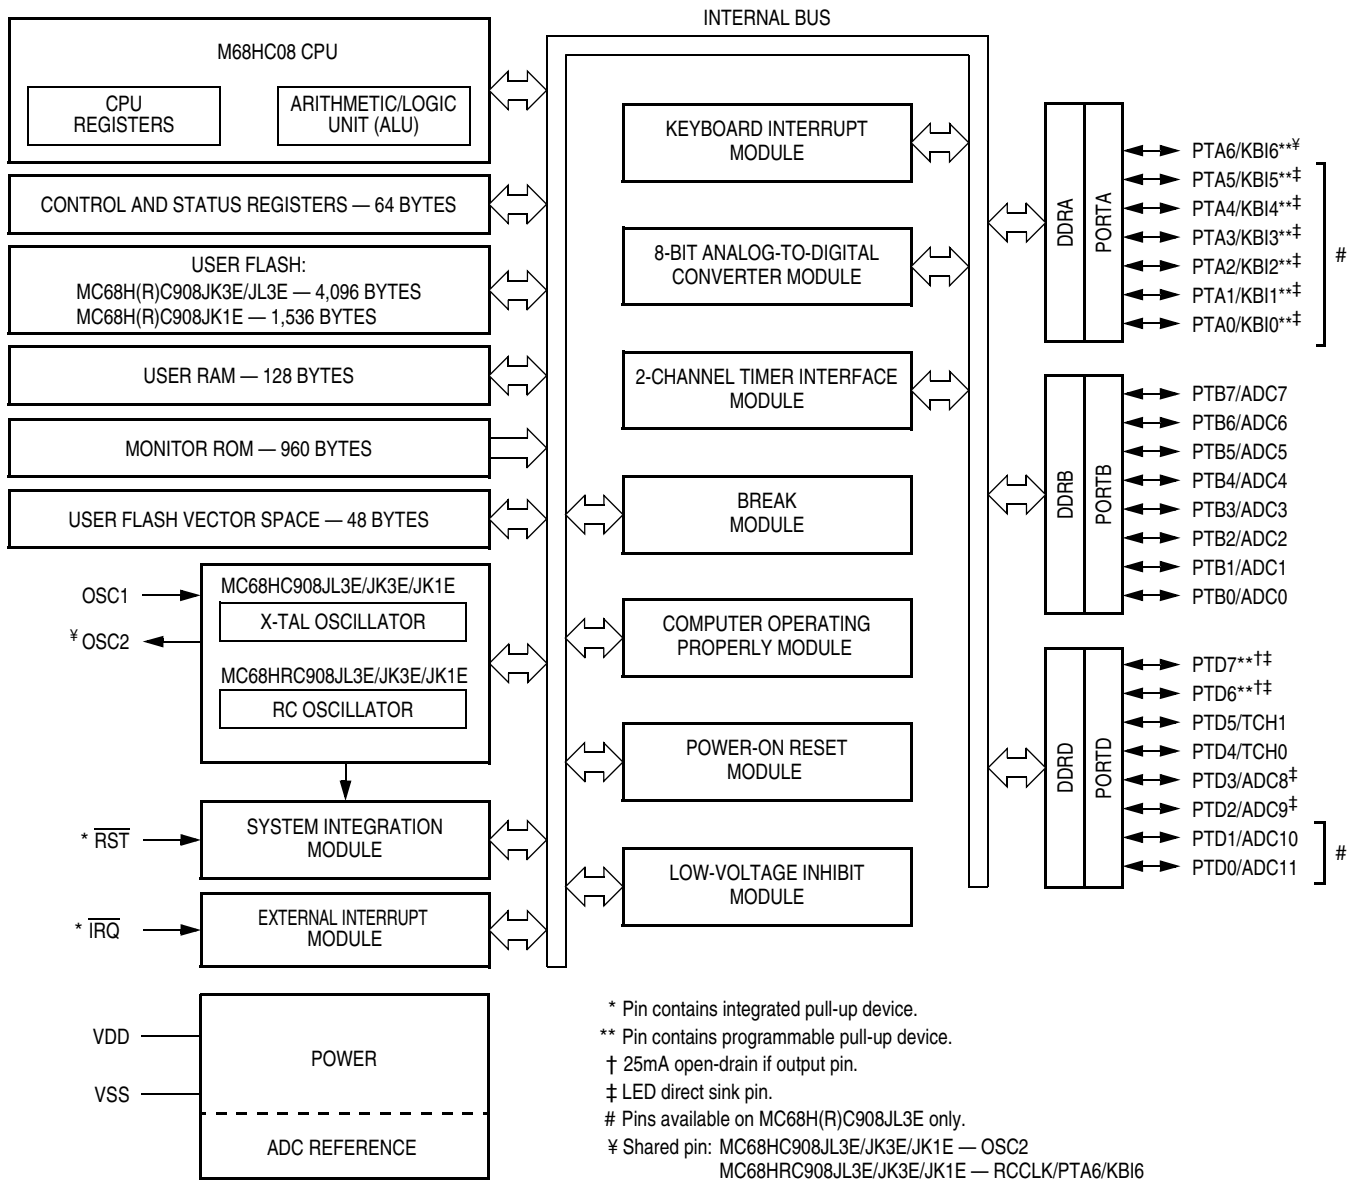 INTERNAL BUS
M68HC08 CPU
CPU
REGISTERS
ARITHMETIC/LOGIC
UNIT (ALU)
CONTROL AND STATUS REGISTERS — 64 BYTES
USER FLASH:
MC68H(R)C908JK3E/JL3E — 4,096 BYTES
MC68H(R)C908JK1E — 1,536 BYTES
USER RAM — 128 BYTES
MONITOR ROM — 960 BYTES
USER FLASH VECTOR SPACE — 48 BYTES
OSC1
¥ OSC2
MC68HC908JL3E/JK3E/JK1E
X-TAL OSCILLATOR
MC68HRC908JL3E/JK3E/JK1E
RC OSCILLATOR
* RST
SYSTEM INTEGRATION
MODULE
* IRQ
EXTERNAL INTERRUPT
MODULE
VDD
VSS
POWER
ADC REFERENCE
KEYBOARD INTERRUPT
MODULE
8-BIT ANALOG-TO-DIGITAL
CONVERTER MODULE
2-CHANNEL TIMER INTERFACE
MODULE
BREAK
MODULE
COMPUTER OPERATING
PROPERLY MODULE
POWER-ON RESET
MODULE
LOW-VOLTAGE INHIBIT
MODULE
DDRA
PORTA
PTA6/KBI6**¥
PTA5/KBI5**‡
PTA4/KBI4**‡
PTA3/KBI3**‡
PTA2/KBI2**‡
PTA1/KBI1**‡
PTA0/KBI0**‡
#
DDRB
PORTB
PTB7/ADC7
PTB6/ADC6
PTB5/ADC5
PTB4/ADC4
PTB3/ADC3
PTB2/ADC2
PTB1/ADC1
PTB0/ADC0
DDRD
PORTD
PTD7**†‡
PTD6**†‡
PTD5/TCH1
PTD4/TCH0
PTD3/ADC8‡
PTD2/ADC9‡
PTD1/ADC10
PTD0/ADC11
#
* Pin contains integrated pull-up device.
** Pin contains programmable pull-up device.
† 25mA open-drain if output pin.
‡ LED direct sink pin.
# Pins available on MC68H(R)C908JL3E only.
¥ Shared pin: MC68HC908JL3E/JK3E/JK1E — OSC2
MC68HRC908JL3E/JK3E/JK1E — RCCLK/PTA6/KBI6